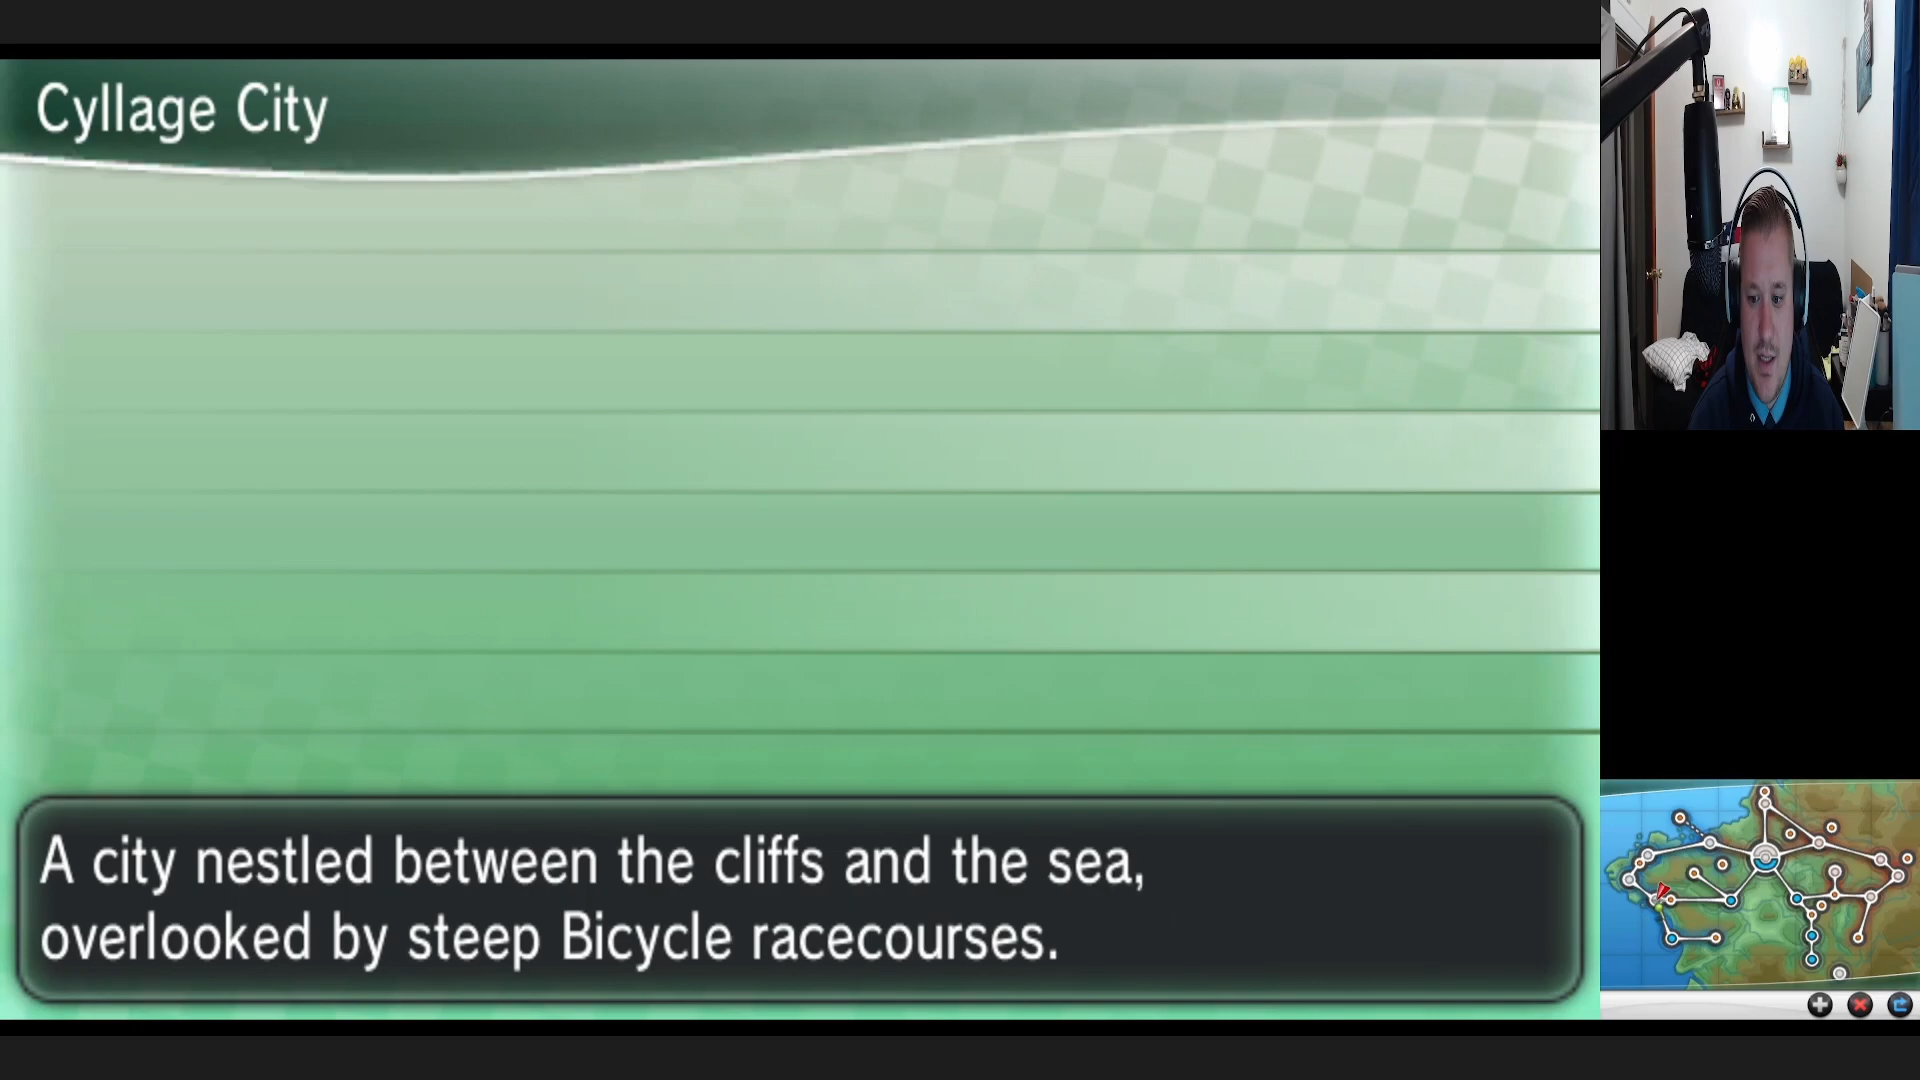 Cyllage City
A city nestled between the cliffs and the sea,
overlooked by steep Bicycle racecourses.